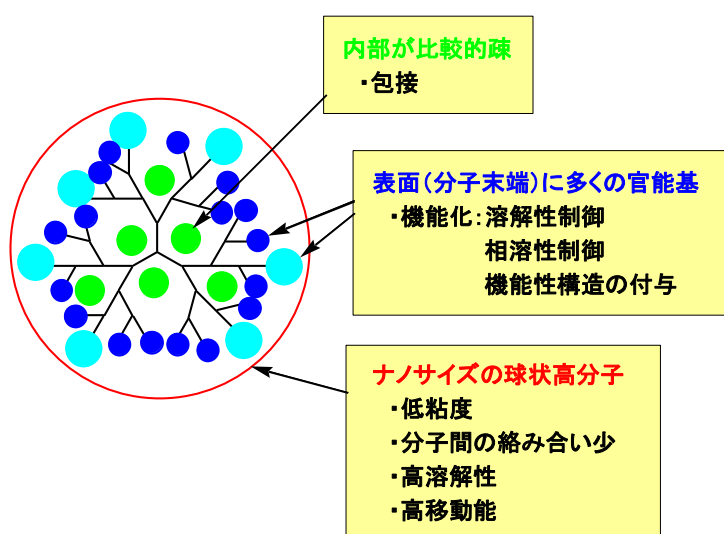 内部が比較的疎
・包接
表面(分子末端)に多くの官能基
・機能化:溶解性制御
相溶性制御
機能性構造の付与
ナノサイズの球状高分子
・低粘度
・分子間の絡み合い少
・高溶解性
・高移動能